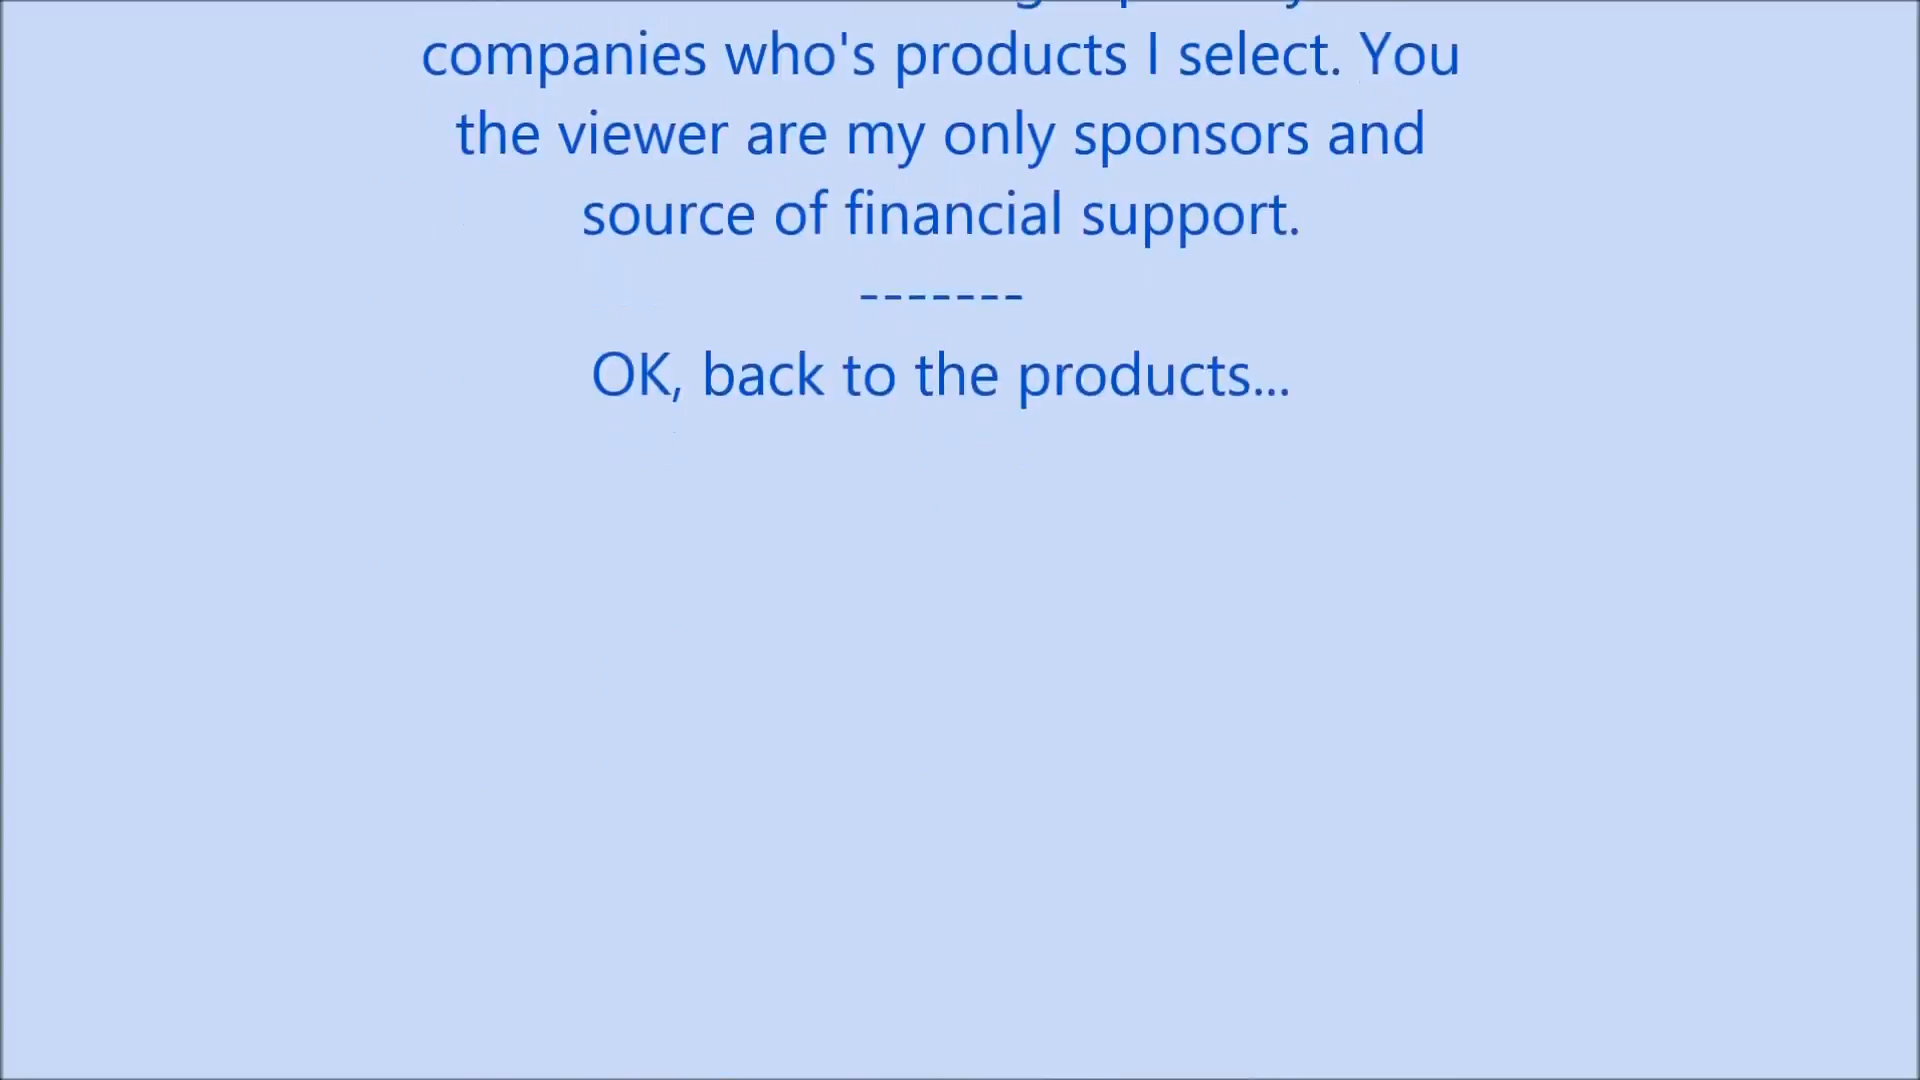 companies who's products I select. You
the viewer are my only sponsors and
source of financial support.
-------
OK, back to the products...